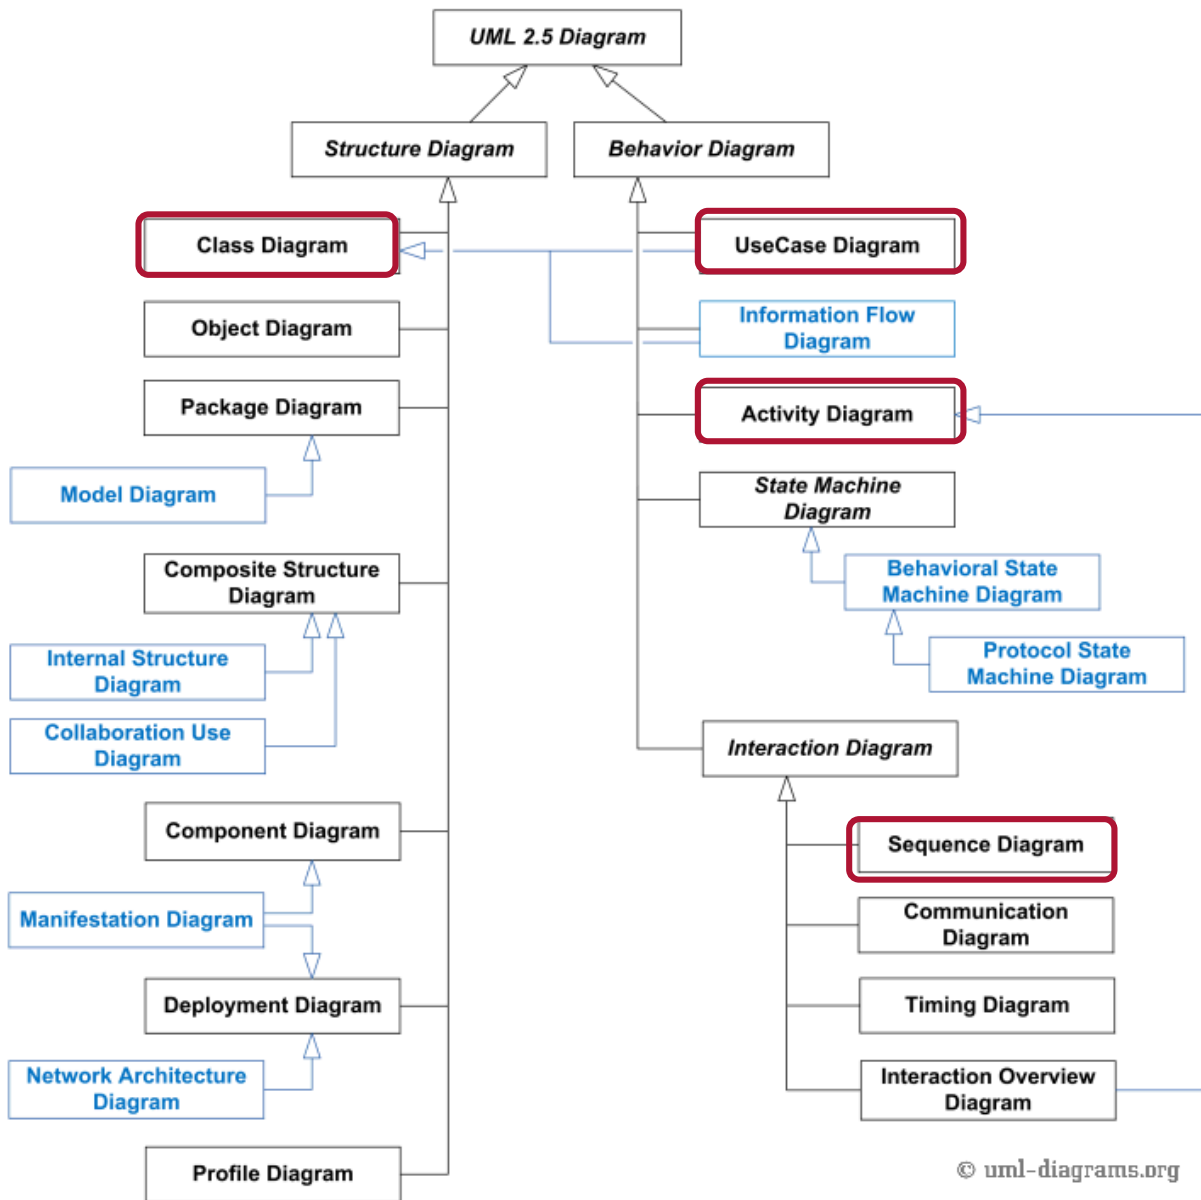 UML 2.5 Diagram
Structure Diagram
Behavior Diagram
Class Diagram
UseCase Diagram
Object Diagram
Information Flow
Diagram
Package Diagram
Activity Diagram
Model Diagram
State Machine
Diagram
Composite Structure
Diagram
Behavioral State
Machine Diagram
Internal Structure
Diagram
Protocol State
Machine Diagram
Collaboration Use
Diagram
Interaction Diagram
Component Diagram
Sequence Diagram
Manifestation Diagram
Communication
Diagram
Deployment Diagram
Timing Diagram
Network Architecture
Diagram
Interaction Overview
Diagram
Profile Diagram
© uml-diagrams.org